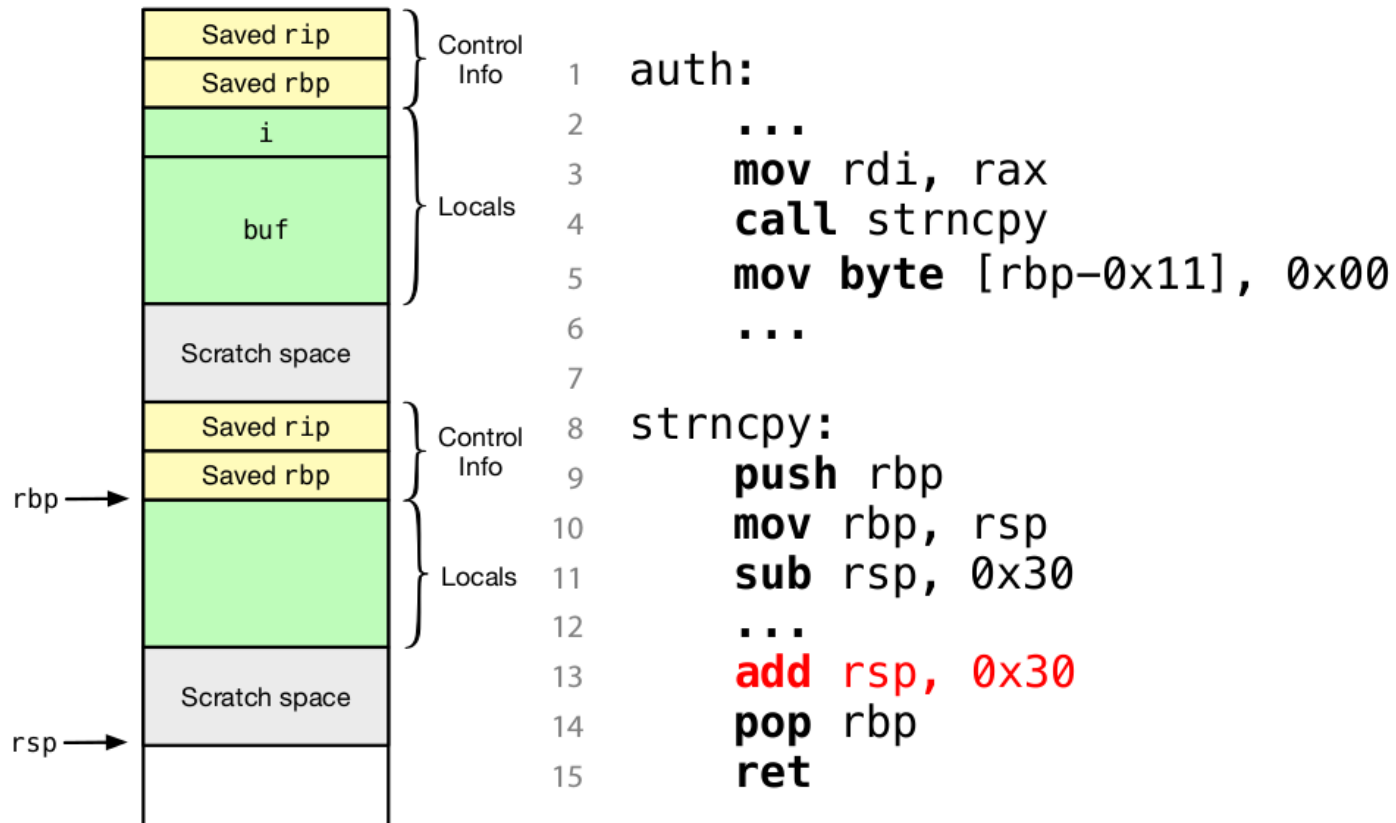 Saved rip
Saved rbp
Control
Info
i
buf
Locals
Scratch space
Saved rip
Saved rbp
Control
Info
rbp
Locals
Scratch space
rsp
1 auth:
2 ...
3 mov rdi, rax
4 call strncpy
5 mov byte [rbp-0x11], 0x00
6 ...
7
8 strncpy:
9 push rbp
10 mov rbp, rsp
11 sub rsp, 0x30
12 ...
13 add rsp, 0x30
14 pop rbp
15 ret